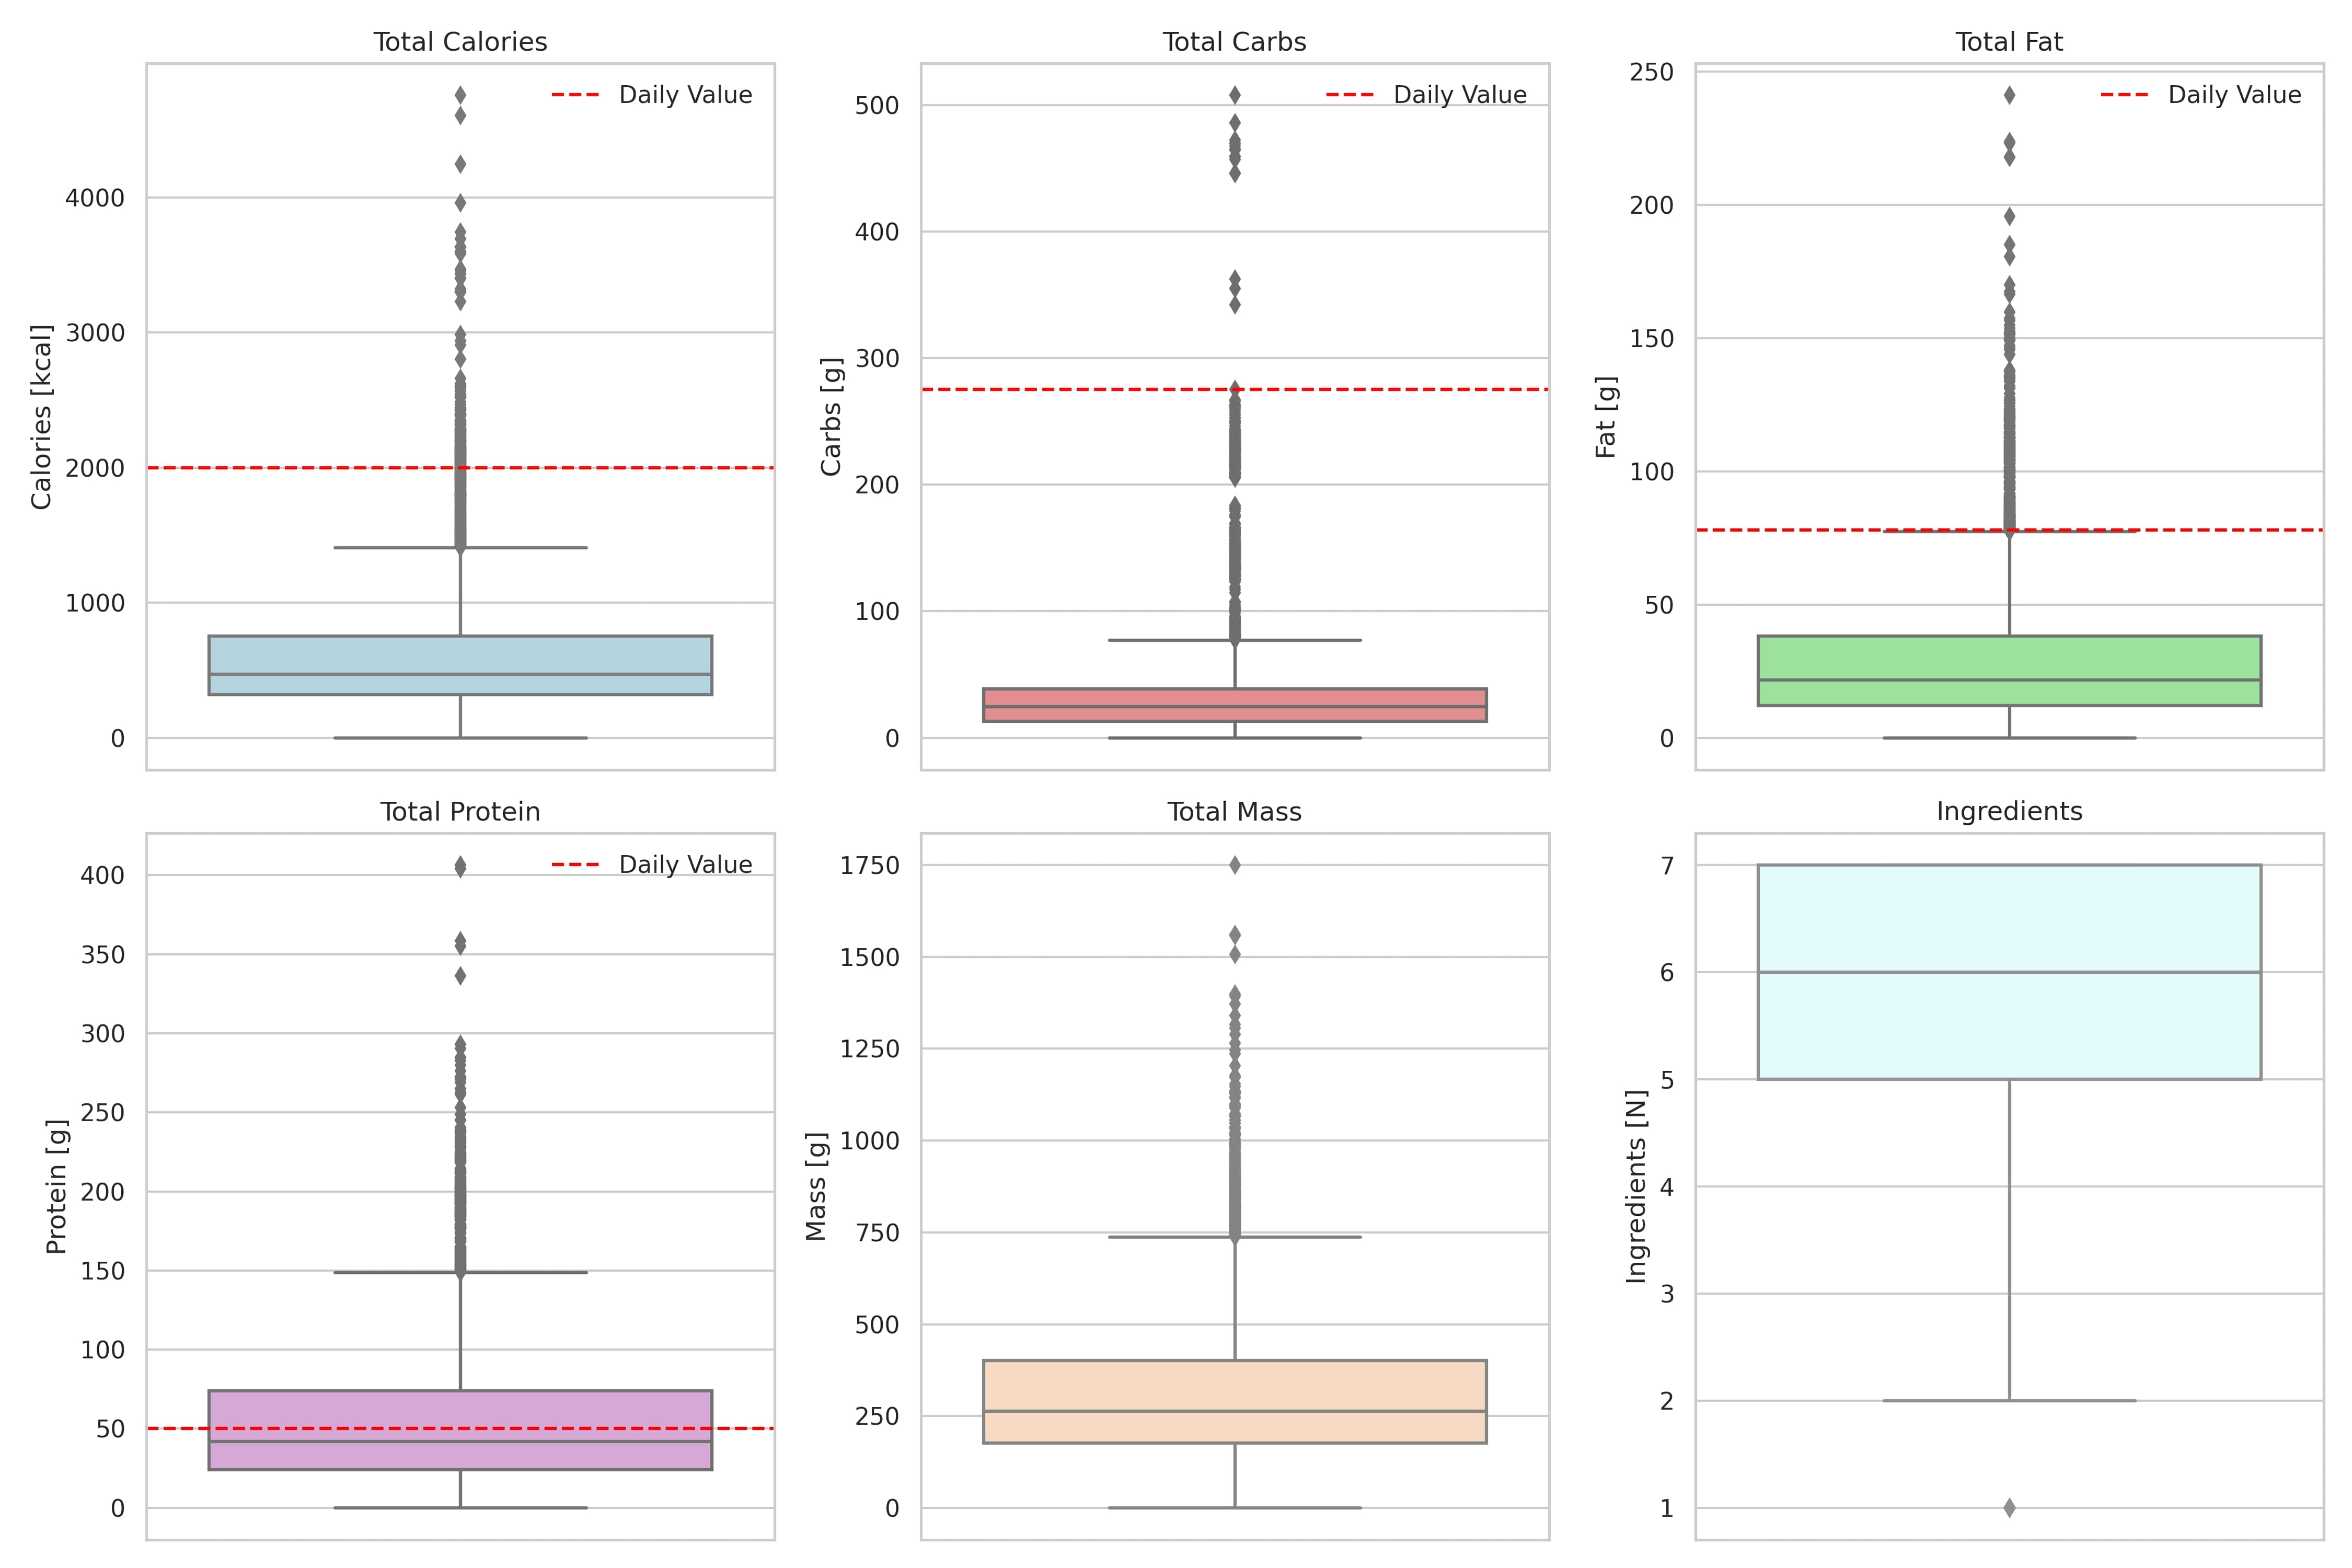 Total Calories
Daily Value
Calories [kcal]
4000
3000
2000
1000
0
Total Carbs
Daily Value
Carbs [g]
500
400
300
200
100
0
Total Fat
Daily Value
Fat [g]
250
200
150
100
50
0
Total Protein
Daily Value
Protein [g]
400
350
300
250
200
150
100
50
0
Total Mass
Mass [g]
1750
1500
1250
1000
750
500
250
0
Ingredients
Ingredients [N]
7
6
5
4
3
2
1